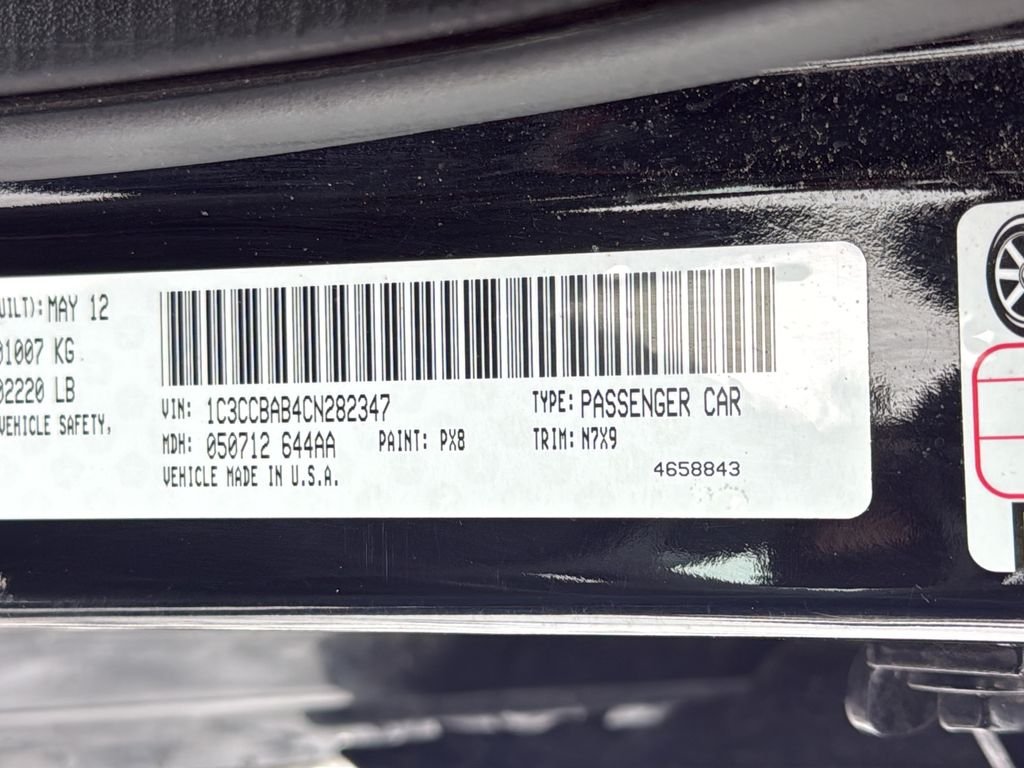 UILT): MAY 12
01007 KG
02220 LB
VEHICLE SAFETY,
VIN: 1C3CCBAB4CN282347
TYPE: PASSENGER CAR
MDH: 050712 644AA
PAINT: PX8
TRIM: N7X9
VEHICLE MADE IN U.S.A.
4658843